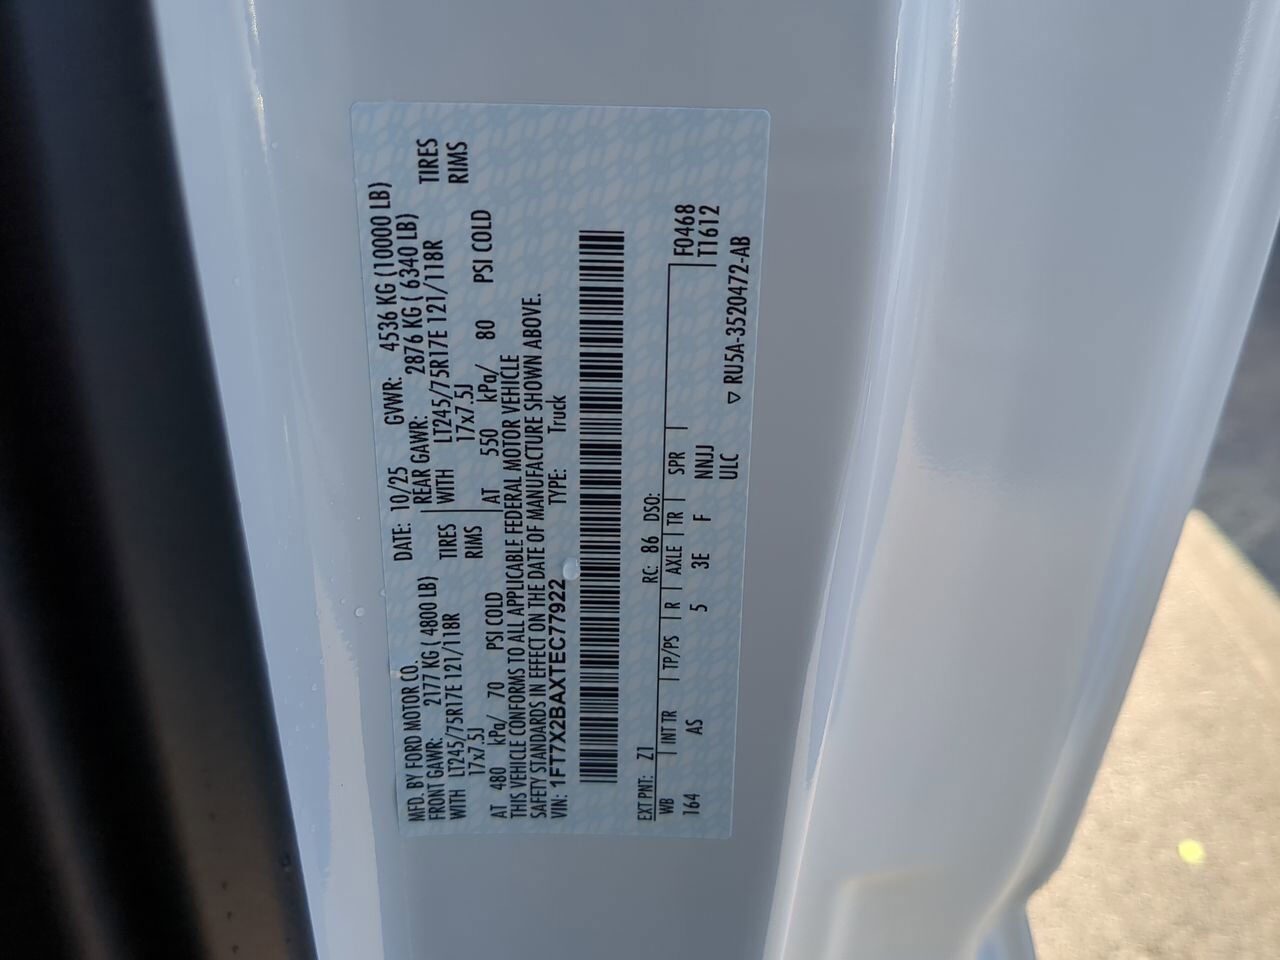 MFD. BY FORD MOTOR CO. DATE: 10/25 GVWR: 4536 KG (10000 LB)
FRONT GAWR: 2177 KG ( 4800 LB) REAR GAWR: 2876 KG ( 6340 LB)
WITH LT245/75R17E 121/118R TIRES WITH LT245/75R17E 121/118R TIRES
17x7.5J RIMS 17x7.5J RIMS
AT 480 kPa/ 70 PSI COLD AT 550 kPa/ 80 PSI COLD
THIS VEHICLE CONFORMS TO ALL APPLICABLE FEDERAL MOTOR VEHICLE
SAFETY STANDARDS IN EFFECT ON THE DATE OF MANUFACTURE SHOWN ABOVE.
VIN: 1FT7X2BAXTEC77922 TYPE: Truck
EXT PNT: Z1 RC: 86 DSO:
WB INT TR TP/PS R AXLE TR SPR F0468
164 AS 5 3E F NNJJ T1612
ULC ▽ RU5A-3520472-AB